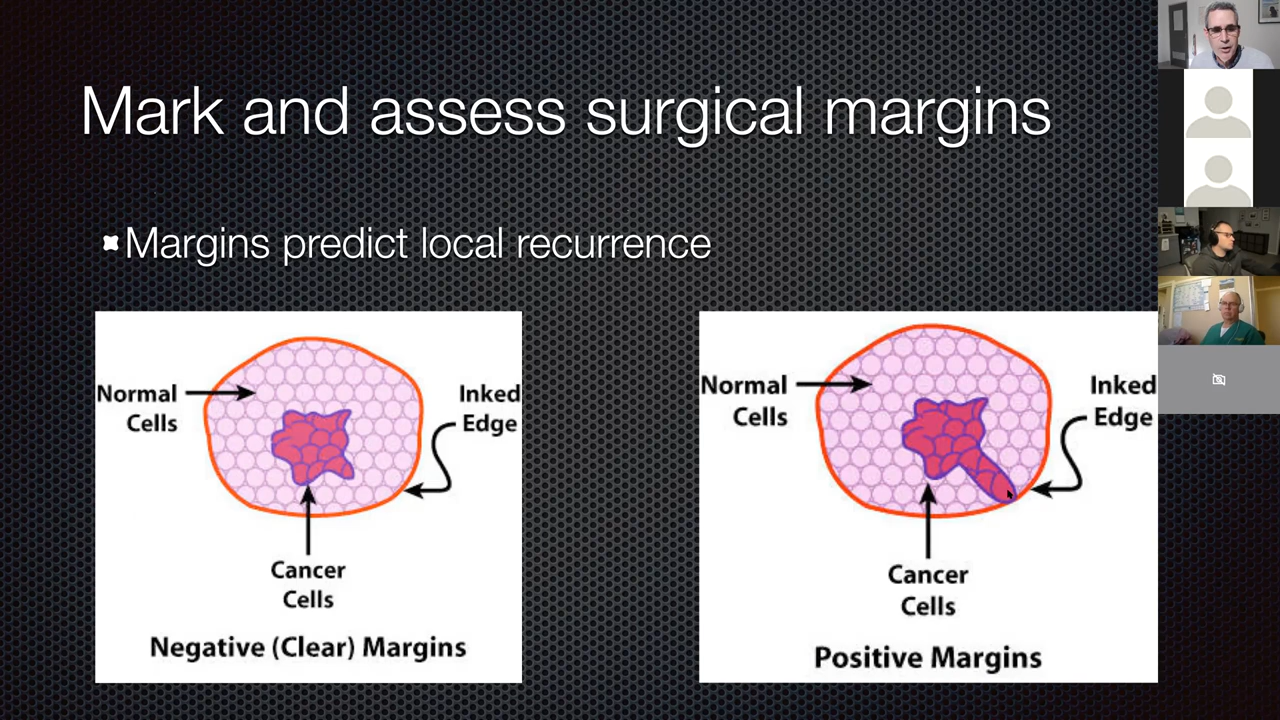 Mark and assess surgical margins
Margins predict local recurrence
Normal
Cells
Inked
Edge
Cancer
Cells
Negative (Clear) Margins
Normal
Cells
Inked
Edge
Cancer
Cells
Positive Margins